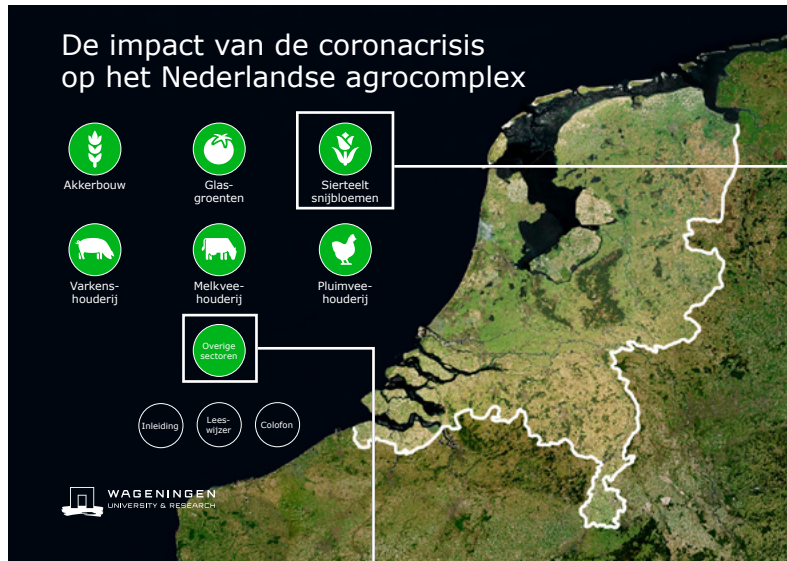 De impact van de coronacrisis
op het Nederlandse agrocomplex
Akkerbouw
Glas-
groenten
Sierteelt
snijbloemen
Varkens-
houderij
Melkvee-
houderij
Pluimvee-
houderij
Overige
sectoren
Inleiding
Lees-
wijzer
Colofon
WAGENINGEN
UNIVERSITY & RESEARCH